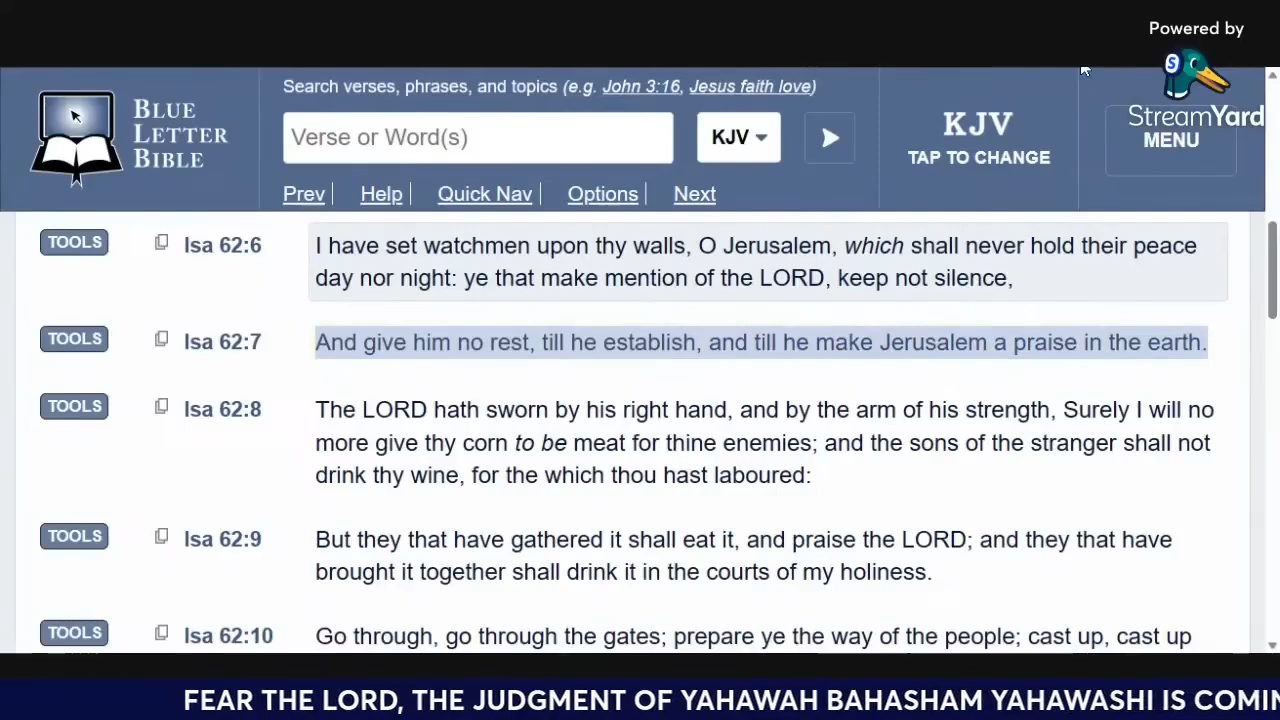 Powered by
S
StreamYard
BLUE
LETTER
BIBLE
Search verses, phrases, and topics (e.g. John 3:16, Jesus faith love)
Verse or Word(s)
KJV
Prev
Help
Quick Nav
Options
Next
KJV
TAP TO CHANGE
MENU
TOOLS
Isa 62:6
I have set watchmen upon thy walls, O Jerusalem, which shall never hold their peace
day nor night: ye that make mention of the LORD, keep not silence,
TOOLS
Isa 62:7
And give him no rest, till he establish, and till he make Jerusalem a praise in the earth.
TOOLS
Isa 62:8
The LORD hath sworn by his right hand, and by the arm of his strength, Surely I will no
more give thy corn to be meat for thine enemies; and the sons of the stranger shall not
drink thy wine, for the which thou hast laboured:
TOOLS
Isa 62:9
But they that have gathered it shall eat it, and praise the LORD; and they that have
brought it together shall drink it in the courts of my holiness.
TOOLS
Isa 62:10
Go through, go through the gates; prepare ye the way of the people; cast up, cast up
FEAR THE LORD, THE JUDGMENT OF YAHAWAH BAHASHAM YAHAWASHI IS COMIN